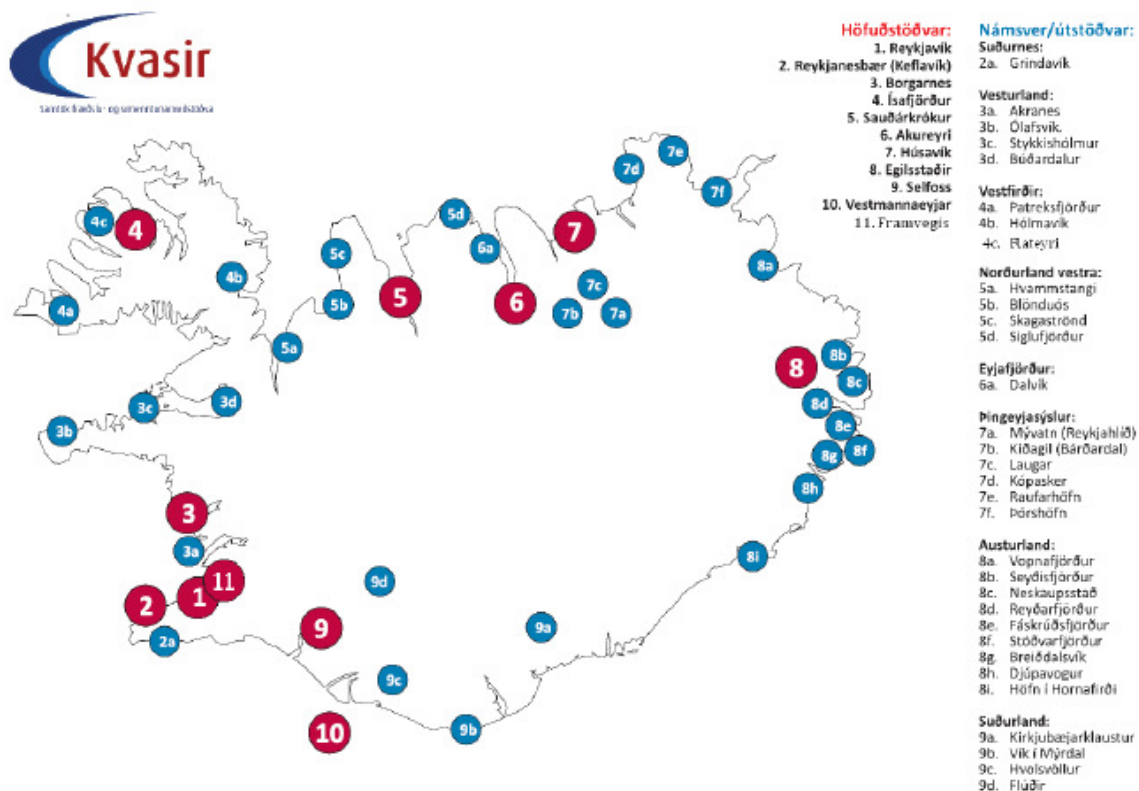 Kvasir
Samtök fræðslu- og símenntunarmiðstöðva
Höfuðstöðvar:
1. Reykjavík
2. Reykjanesbær (Keflavík)
3. Borgarnes
4. Ísafjörður
5. Sauðárkrókur
6. Akureyri
7. Húsavík
8. Egilsstaðir
9. Selfoss
10. Vestmannaeyjar
11. Framvegis
Námsver/útstöðvar:
Suðurnes:
2a. Grindavík
Vesturland:
3a. Akranes
3b. Ólafsvík.
3c. Stykkishólmur
3d. Búðardalur
Vestfirðir:
4a. Patreksfjörður
4b. Hólmavík
4c. Flateyri
Norðurland vestra:
5a. Hvammstangi
5b. Blönduós
5c. Skagaströnd
5d. Siglufjörður
Eyjafjörður:
6a. Dalvík
Þingeyjasýslur:
7a. Mývatn (Reykjahlíð)
7b. Kiðagil (Bárðardal)
7c. Laugar
7d. Kópasker
7e. Raufarhöfn
7f. Þórshöfn
Austurland:
8a. Vopnafjörður
8b. Seyðisfjörður
8c. Neskaupsstað
8d. Reyðarfjörður
8e. Fáskrúðsfjörður
8f. Stöðvarfjörður
8g. Breiðdalsvík
8h. Djúpavogur
8i. Höfn í Hornafirði
Suðurland:
9a. Kirkjubæjarklaustur
9b. Vík í Mýrdal
9c. Hvolsvöllur
9d. Flúðir
7e
7d
7f
5d
4c
4
7
6a
5c
8a
4b
7c
5
6
5b
4a
7b
7a
5a
8b
8
8c
3d
3c
8d
8e
3b
8f
8g
8h
3
3a
8i
9d
11
1
2
9
9a
2a
9c
9b
10